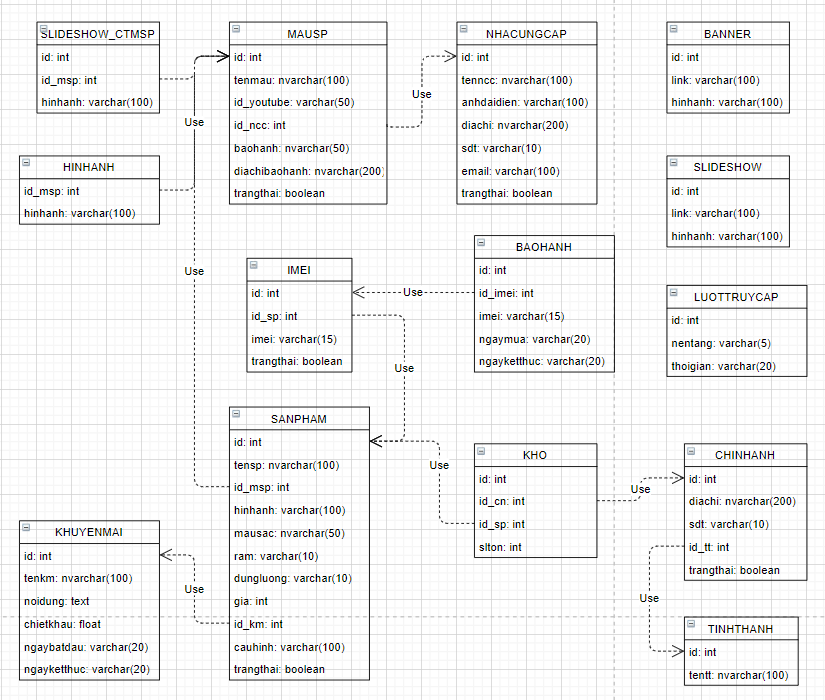 SLIDESHOW_CTMSP
id: int
id_msp: int
hinhanh: varchar(100)
MAUSP
id: int
tenmau: nvarchar(100)
id_youtube: varchar(50)
id_ncc: int
baohanh: nvarchar(50)
diachibaohanh: nvarchar(200)
trangthai: boolean
NHACUNGCAP
id: int
tenncc: nvarchar(100)
anhdaidien: varchar(100)
diachi: nvarchar(200)
sdt: varchar(10)
email: varchar(100)
trangthai: boolean
BANNER
id: int
link: varchar(100)
hinhanh: varchar(100)
Use
Use
HINHANH
id_msp: int
hinhanh: varchar(100)
SLIDESHOW
id: int
link: varchar(100)
hinhanh: varchar(100)
Use
IMEI
id: int
id_sp: int
imei: varchar(15)
trangthai: boolean
Use
BAOHANH
id: int
id_imei: int
imei: varchar(15)
ngaymua: varchar(20)
ngayketthuc: varchar(20)
LUOTTRUYCAP
id: int
nentang: varchar(5)
thoigian: varchar(20)
Use
SANPHAM
id: int
tensp: nvarchar(100)
id_msp: int
hinhanh: varchar(100)
mausac: nvarchar(50)
ram: varchar(10)
dungluong: varchar(10)
gia: int
id_km: int
cauhinh: varchar(100)
trangthai: boolean
Use
KHO
id: int
id_cn: int
id_sp: int
slton: int
Use
CHINHANH
id: int
diachi: nvarchar(200)
sdt: varchar(10)
id_tt: int
trangthai: boolean
KHUYENMAI
id: int
tenkm: nvarchar(100)
noidung: text
chietkhau: float
ngaybatdau: varchar(20)
ngayketthuc: varchar(20)
Use
Use
TINHTHANH
id: int
tentt: nvarchar(100)